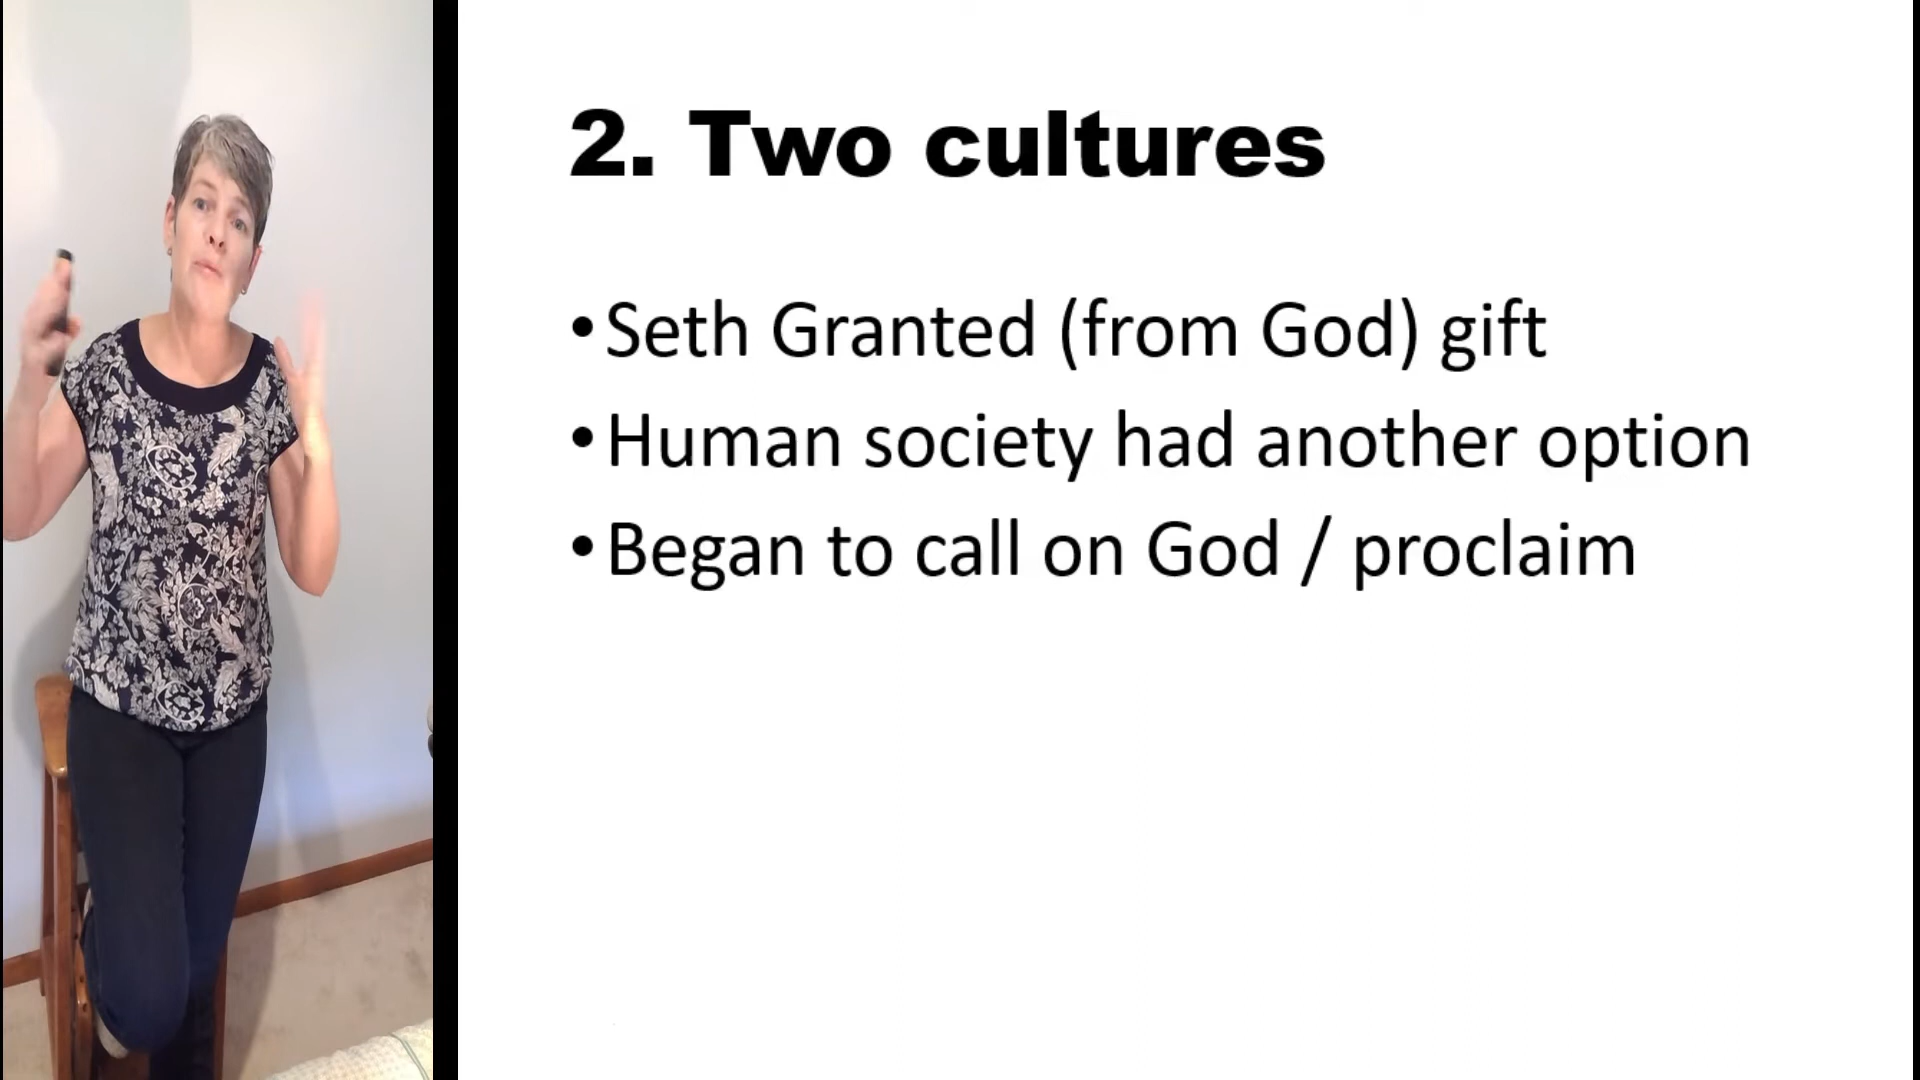 2. Two cultures
•Seth Granted (from God) gift
•Human society had another option
•Began to call on God / proclaim